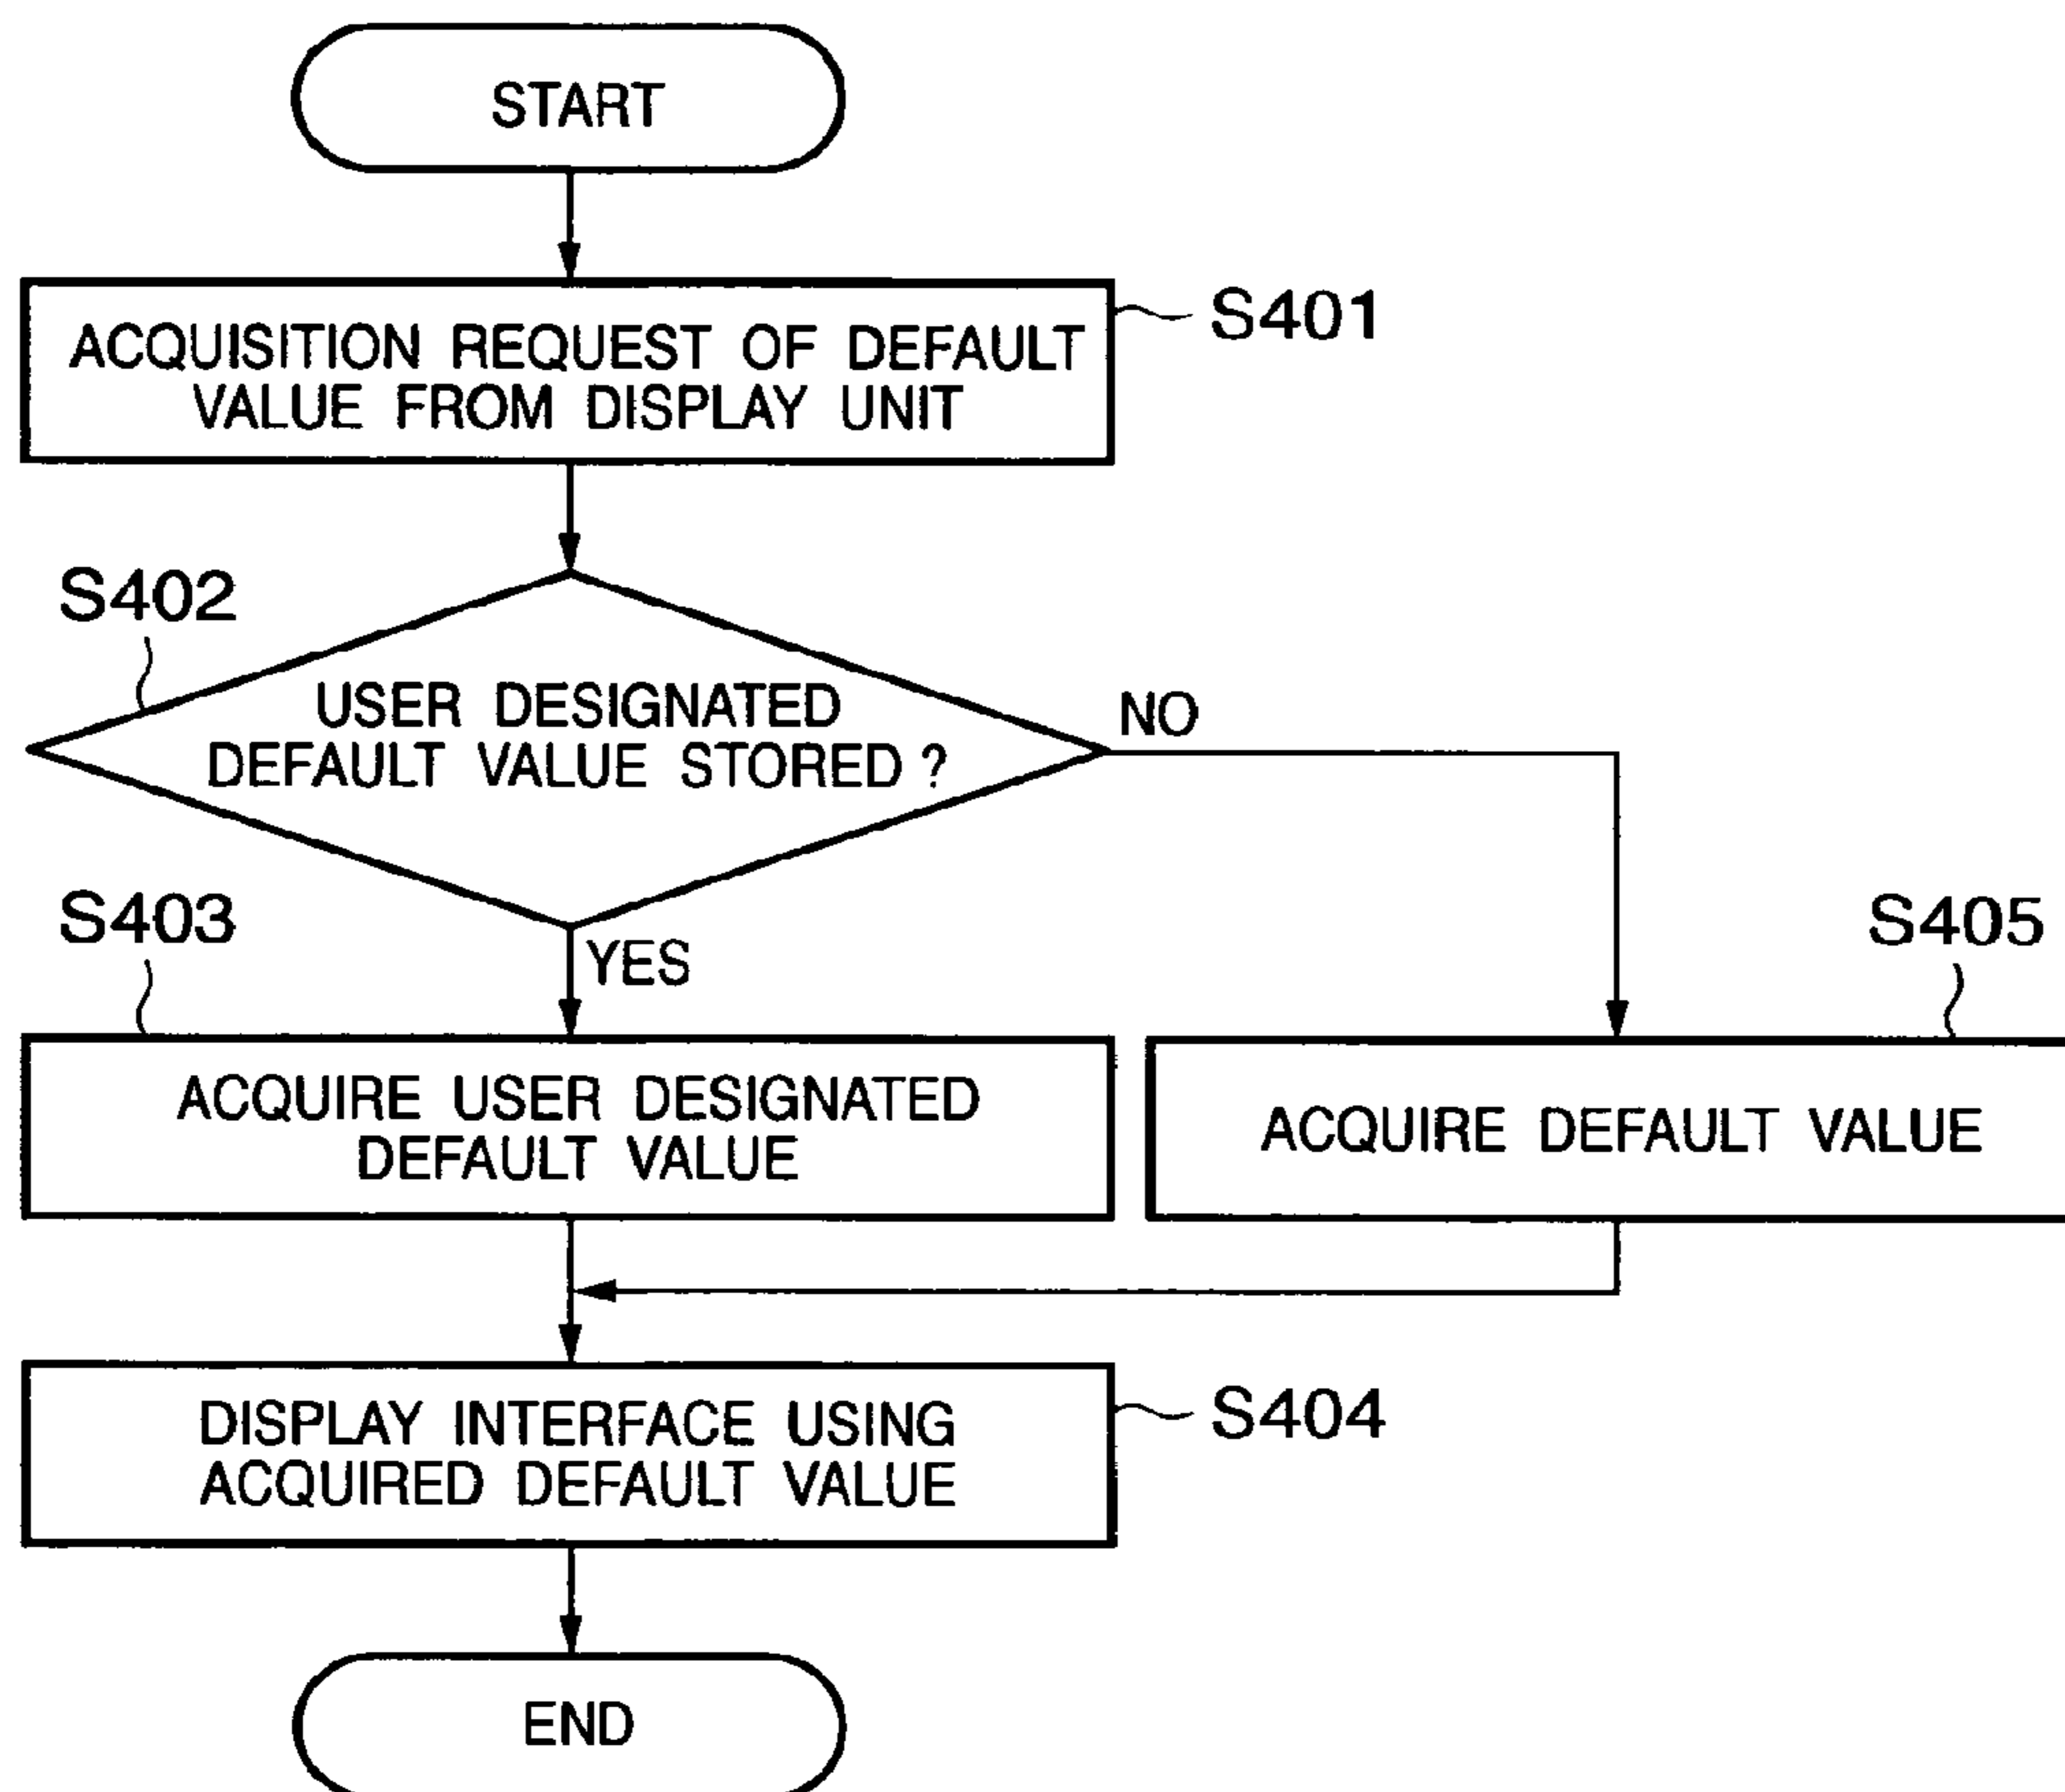 START
ACQUISITION REQUEST OF DEFAULT
VALUE FROM DISPLAY UNIT
S401
S402
USER DESIGNATED
DEFAULT VALUE STORED ?
NO
YES
S403
ACQUIRE USER DESIGNATED
DEFAULT VALUE
S405
ACQUIRE DEFAULT VALUE
DISPLAY INTERFACE USING
ACQUIRED DEFAULT VALUE
S404
END